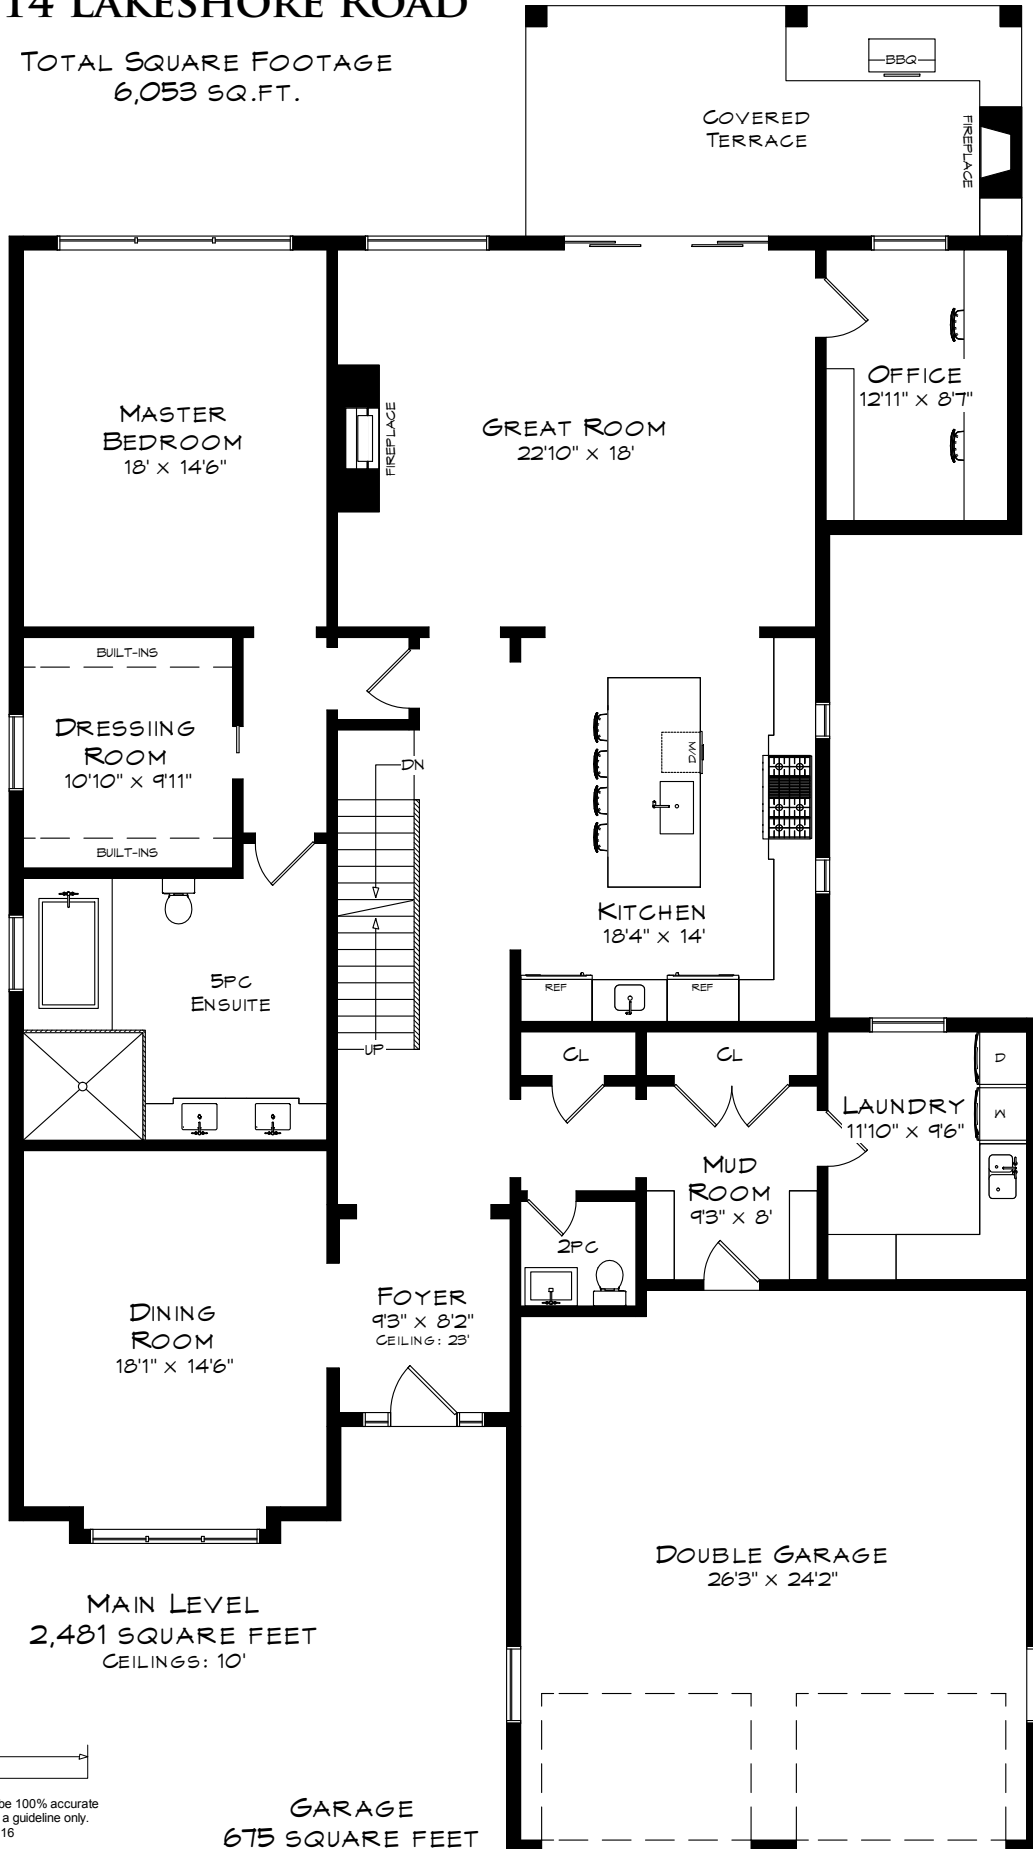 14 LAKESHORE ROAD
TOTAL SQUARE FOOTAGE
6,053 SQ.FT.
BBQ
COVERED
TERRACE
FIREPLACE
MASTER
BEDROOM
18' x 14'6"
FIREPLACE
GREAT ROOM
22'10" x 18'
OFFICE
12'11" x 8'7"
BUILT-INS
DRESSIING
ROOM
10'10" x 9'11"
BUILT-INS
DN
D/W
KITCHEN
18'4" x 14'
REF
REF
5PC
ENSUITE
UP
CL
CL
D
W
LAUNDRY
11'10" x 9'6"
MUD
ROOM
9'3" x 8'
2PC
FOYER
9'3" x 8'2"
CEILING: 23'
DINING
ROOM
18'1" x 14'6"
DOUBLE GARAGE
26'3" x 24'2"
MAIN LEVEL
2,481 SQUARE FEET
CEILINGS: 10'
be 100% accurate
a guideline only.
16
GARAGE
675 SQUARE FEET